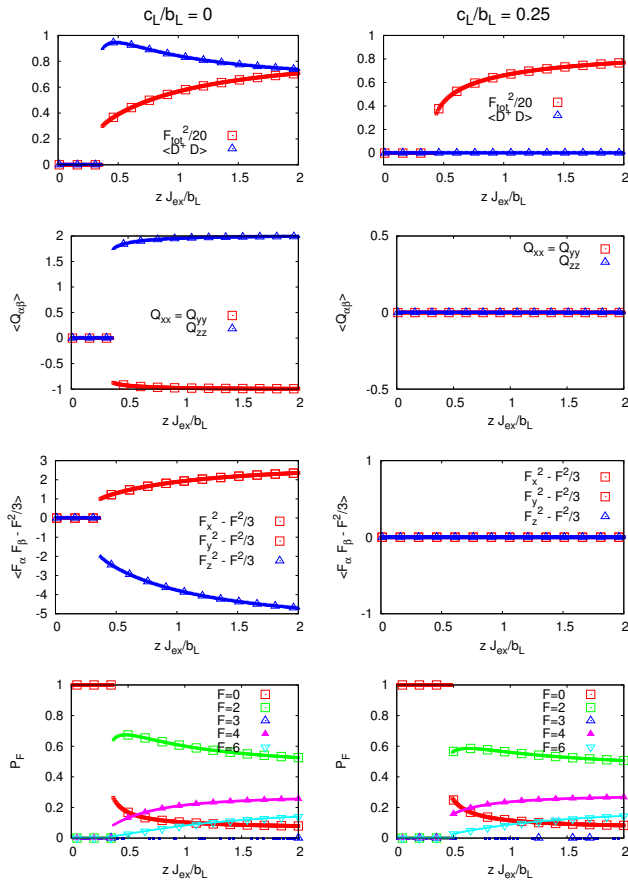 c_L/b_L = 0
c_L/b_L = 0.25
1
0.8
0.6
0.4
0.2
0
F_tot^2/20
<D^+ D>
0 0.5 1 1.5 2
z J_ex/b_L
1
0.8
0.6
0.4
0.2
0
F_tot^2/20
<D^+ D>
0 0.5 1 1.5 2
z J_ex/b_L
<Q_αβ>
2
1
0
-1
Q_xx = Q_yy
Q_zz
0 0.5 1 1.5 2
z J_ex/b_L
<Q_αβ>
0.5
0
-0.5
Q_xx = Q_yy
Q_zz
0 0.5 1 1.5 2
z J_ex/b_L
<F_α F_β - F^2/3>
3
2
1
0
-1
-2
-3
-4
-5
F_x^2 - F^2/3
F_y^2 - F^2/3
F_z^2 - F^2/3
0 0.5 1 1.5 2
z J_ex/b_L
<F_α F_β - F^2/3>
1
0
-1
F_x^2 - F^2/3
F_y^2 - F^2/3
F_z^2 - F^2/3
0 0.5 1 1.5 2
z J_ex/b_L
P_F
1
0.8
0.6
0.4
0.2
0
F=0
F=2
F=3
F=4
F=6
0 0.5 1 1.5 2
z J_ex/b_L
P_F
1
0.8
0.6
0.4
0.2
0
F=0
F=2
F=3
F=4
F=6
0 0.5 1 1.5 2
z J_ex/b_L